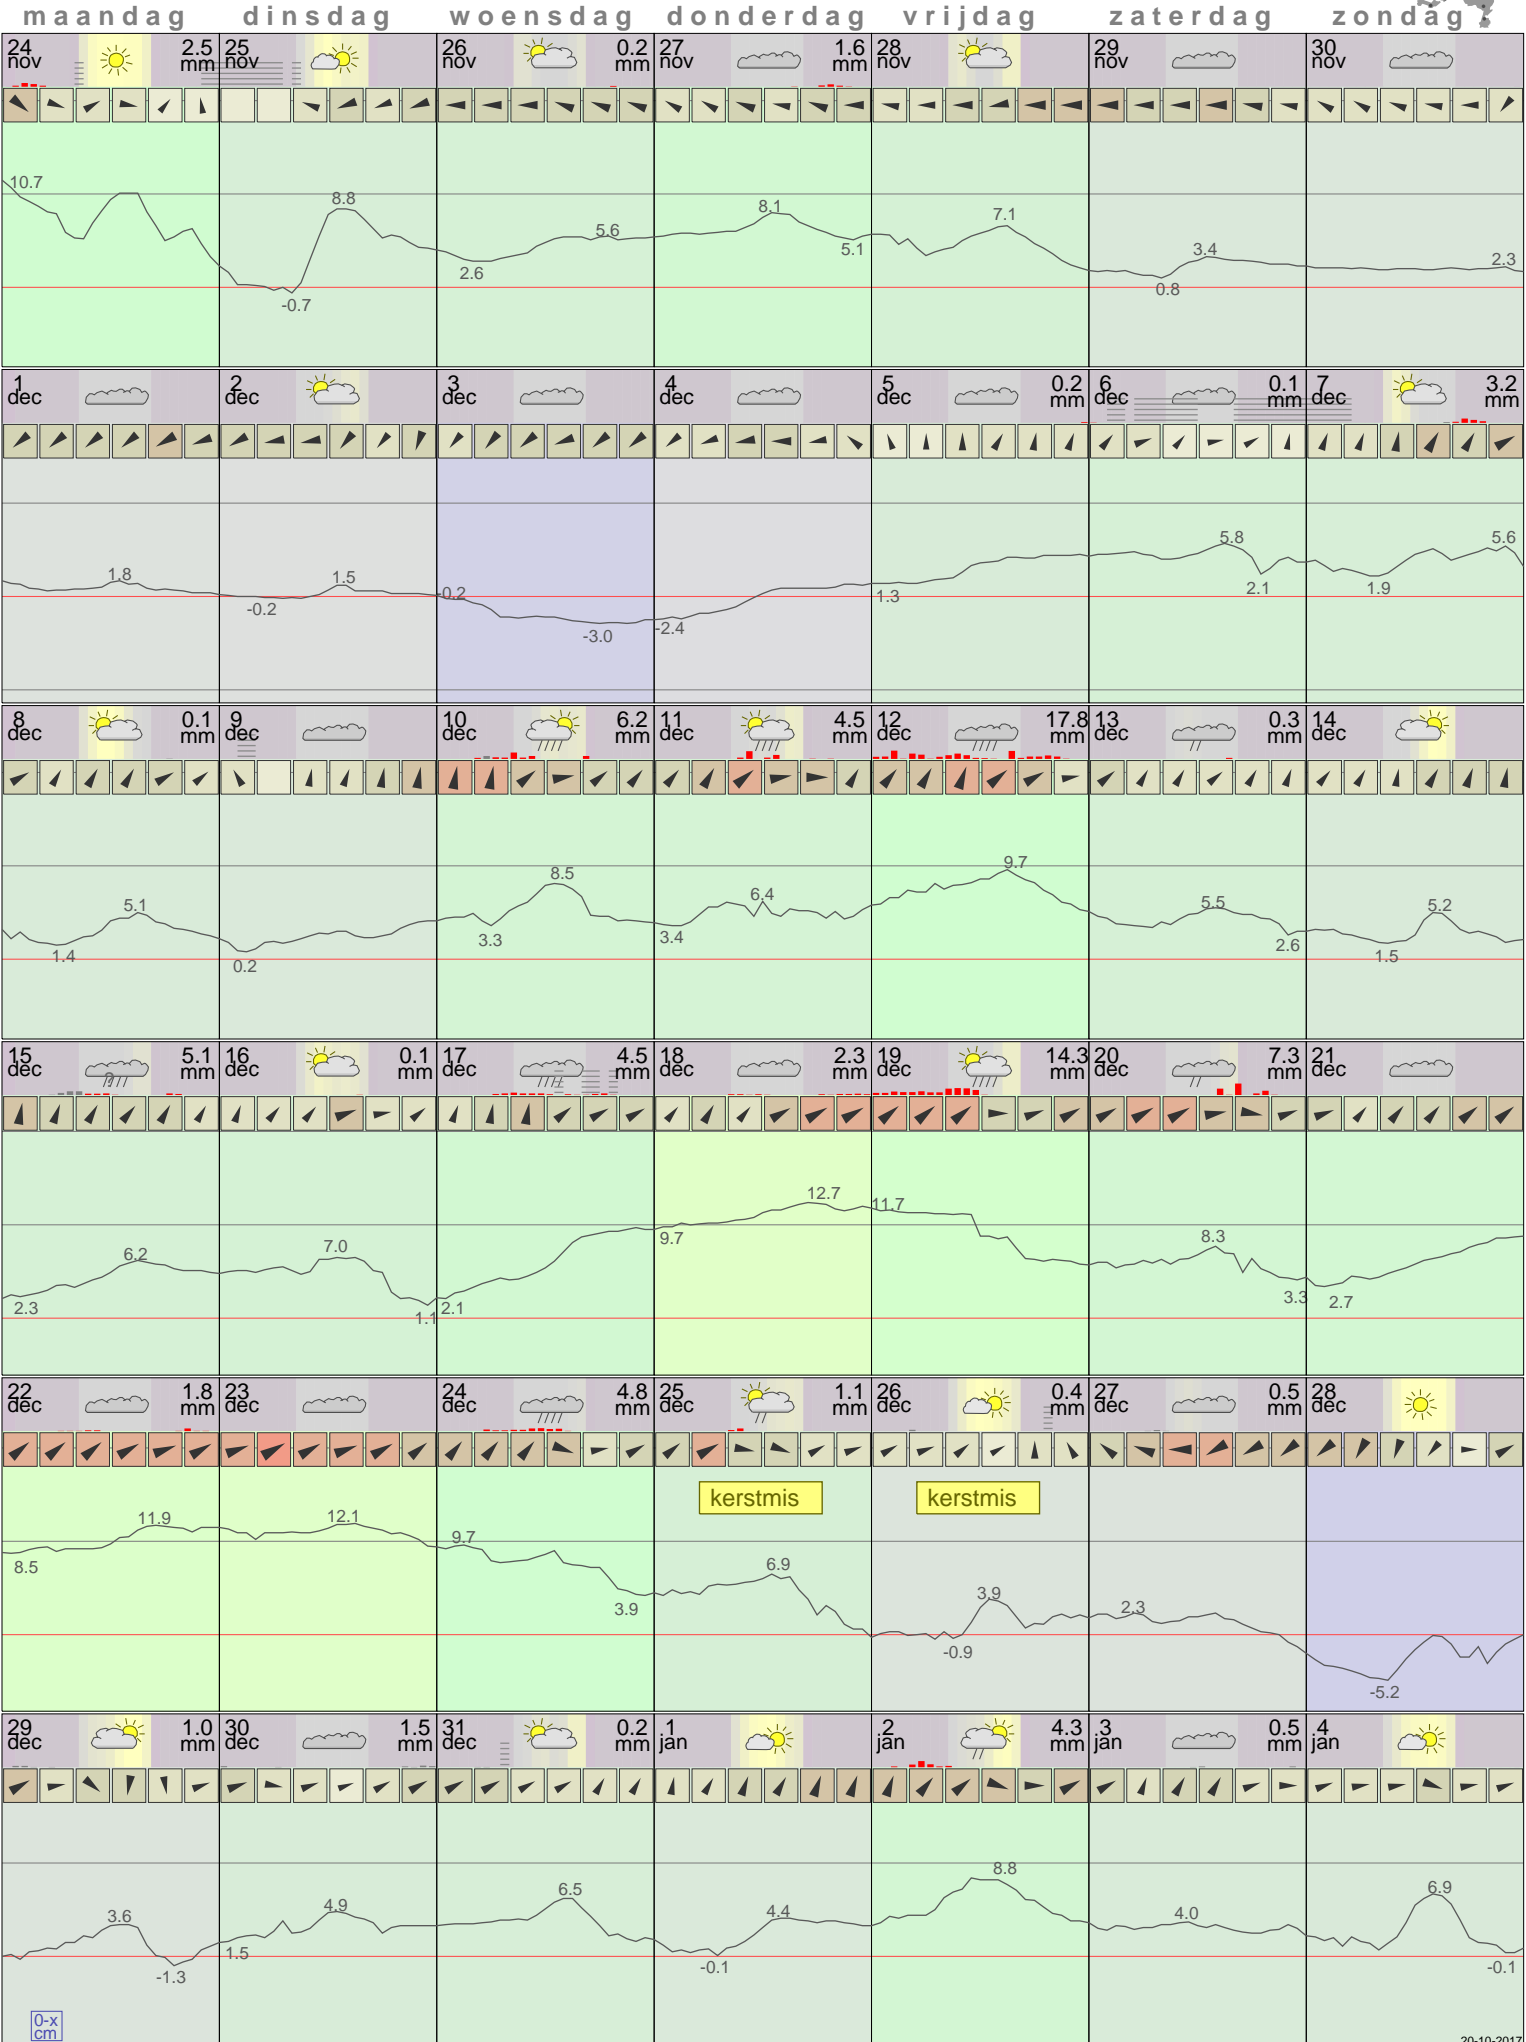 maandag dinsdag woensdag donderdag vrijdag zaterdag zondag
24 nov 2.5 mm 25 nov 26 nov 0.2 mm 27 nov 1.6 mm 28 nov 29 nov 30 nov
10.7 -0.7 8.8 2.6 5.6 8.1 5.1 7.1 0.8 3.4 2.3
1 dec 2 dec 3 dec 4 dec 5 dec 0.2 mm 6 dec 0.1 mm 7 dec 3.2 mm
1.8 -0.2 1.5 -0.2 -3.0 -2.4 1.3 5.8 2.1 1.9 5.6
8 dec 0.1 mm 9 dec 10 dec 6.2 mm 11 dec 4.5 mm 12 dec 17.8 mm 13 dec 0.3 mm 14 dec
1.4 5.1 0.2 3.3 8.5 3.4 6.4 9.7 5.5 2.6 1.5 5.2
15 dec ? 5.1 mm 16 dec 0.1 mm 17 dec 4.5 mm 18 dec 2.3 mm 19 dec 14.3 mm 20 dec 7.3 mm 21 dec
2.3 6.2 7.0 1.1 2.1 9.7 12.7 11.7 8.3 3.3 2.7
22 dec 1.8 mm 23 dec 24 dec 4.8 mm 25 dec 1.1 mm 26 dec 0.4 mm 27 dec 0.5 mm 28 dec
kerstmis kerstmis
8.5 11.9 12.1 9.7 3.9 6.9 -0.9 3.9 2.3 -5.2
29 dec 1.0 mm 30 dec 1.5 mm 31 dec 0.2 mm 1 jan 2 jan 4.3 mm 3 jan 0.5 mm 4 jan
3.6 -1.3 1.5 4.9 6.5 -0.1 4.4 8.8 4.0 6.9 -0.1
0-x
cm
20-10-2017